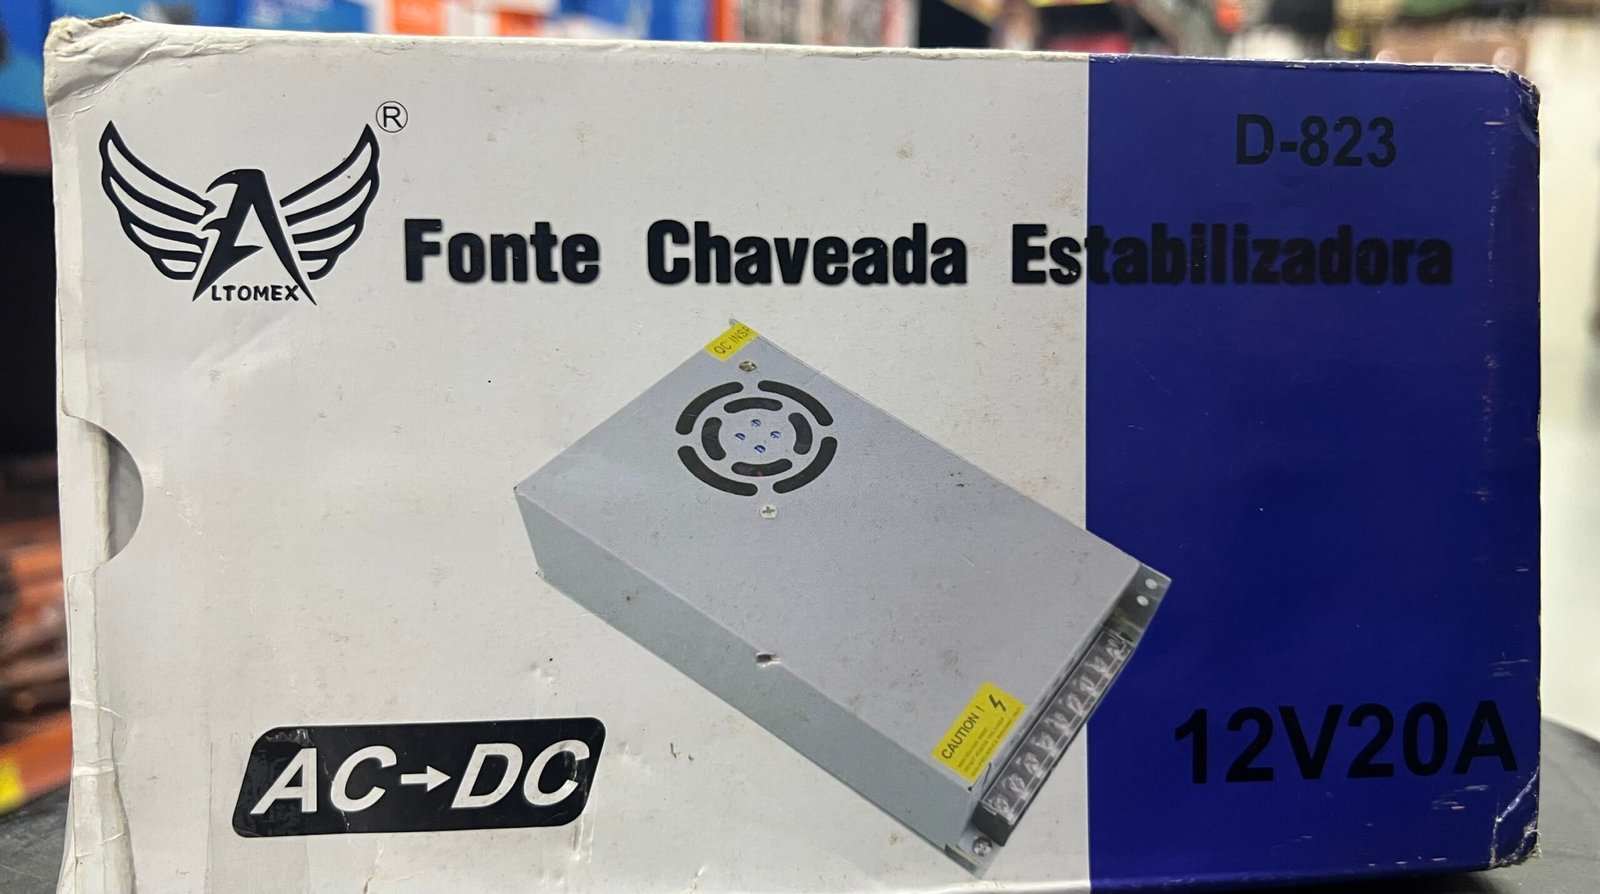 ®
D-823
LTOMEX
Fonte Chaveada Estabilizadora
QC INSP
CAUTION !
AC→DC
12V20A